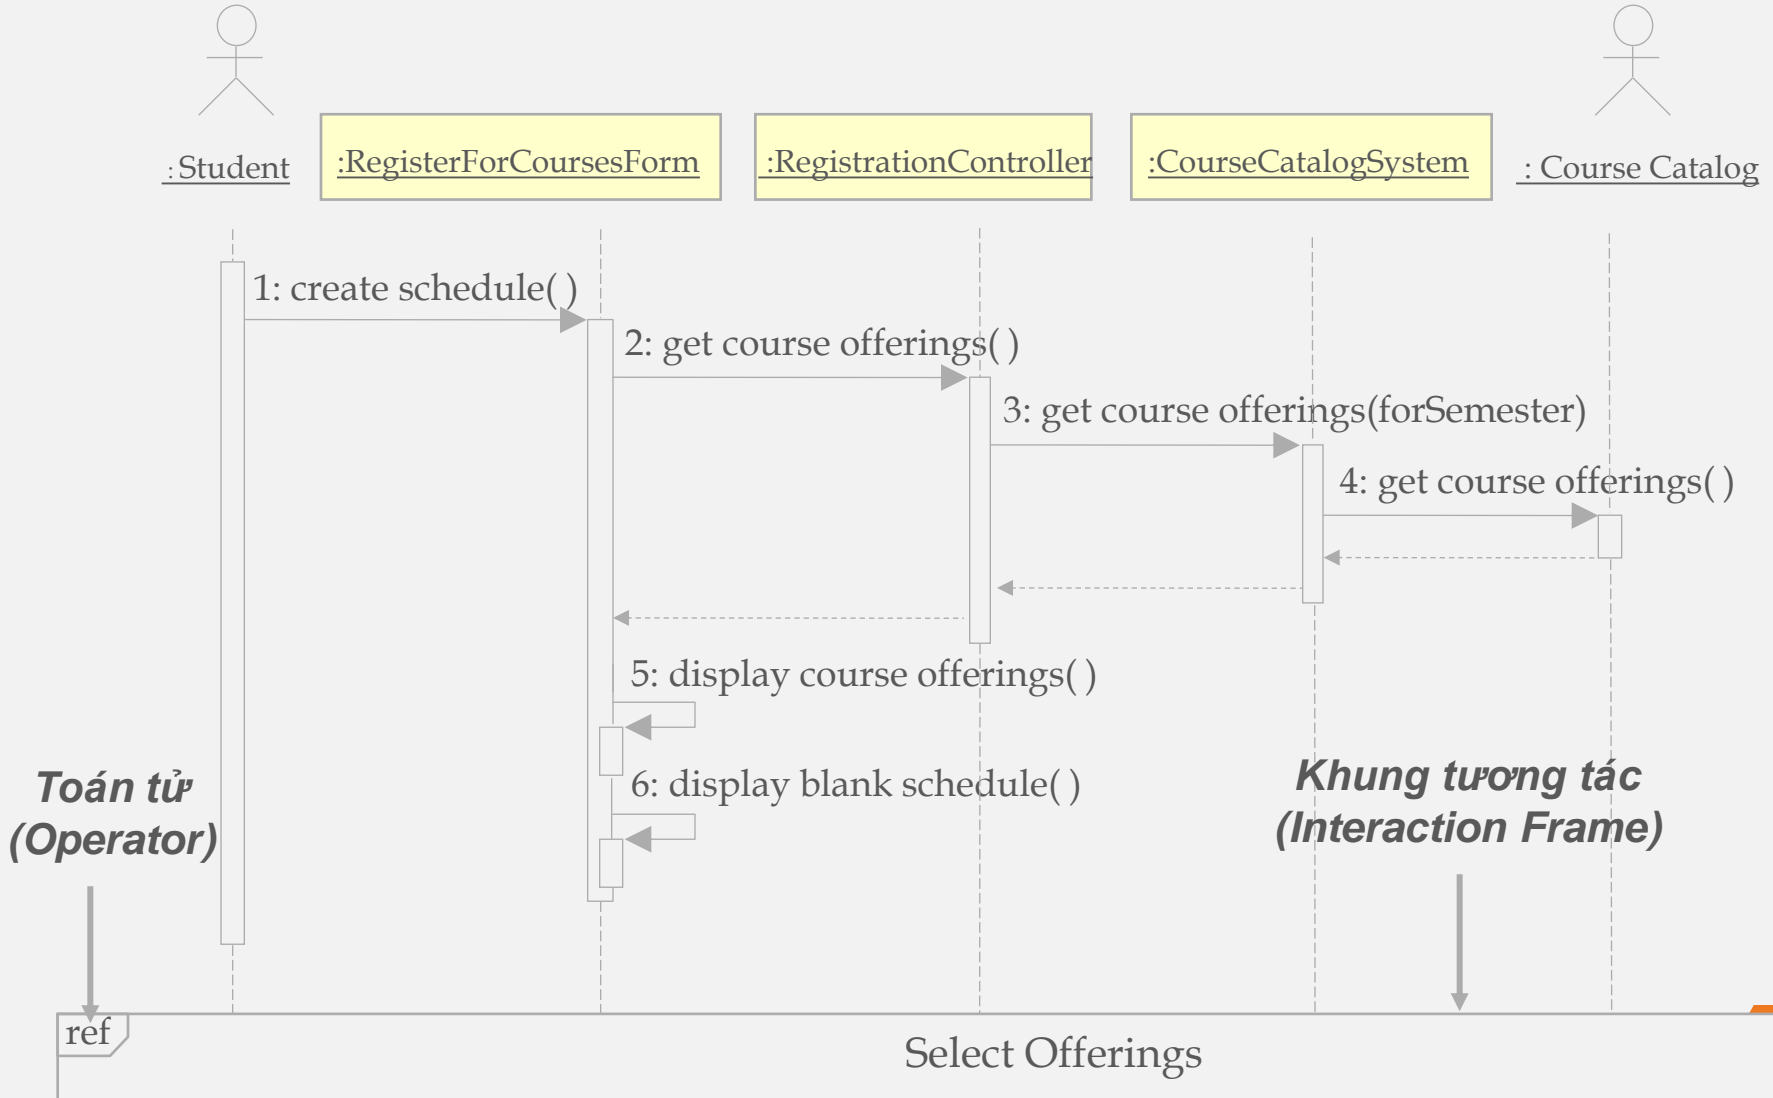 : Student
:RegisterForCoursesForm
:RegistrationController
:CourseCatalogSystem
: Course Catalog
1: create schedule( )
2: get course offerings( )
3: get course offerings(forSemester)
4: get course offerings( )
5: display course offerings( )
6: display blank schedule( )
Toán tử
(Operator)
Khung tương tác
(Interaction Frame)
ref
Select Offerings